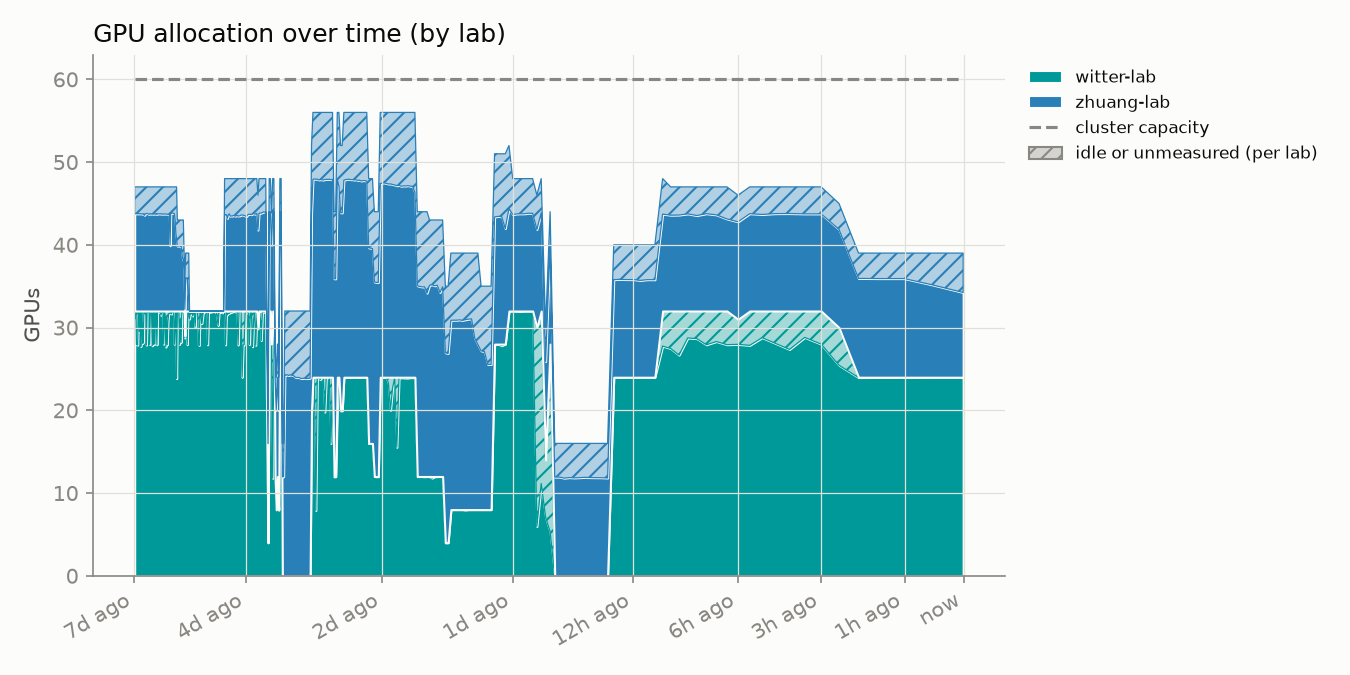 GPU allocation over time (by lab)
60
50
40
30
20
10
0
GPUs
7d ago
4d ago
2d ago
1d ago
12h ago
6h ago
3h ago
1h ago
now
witter-lab
zhuang-lab
cluster capacity
idle or unmeasured (per lab)